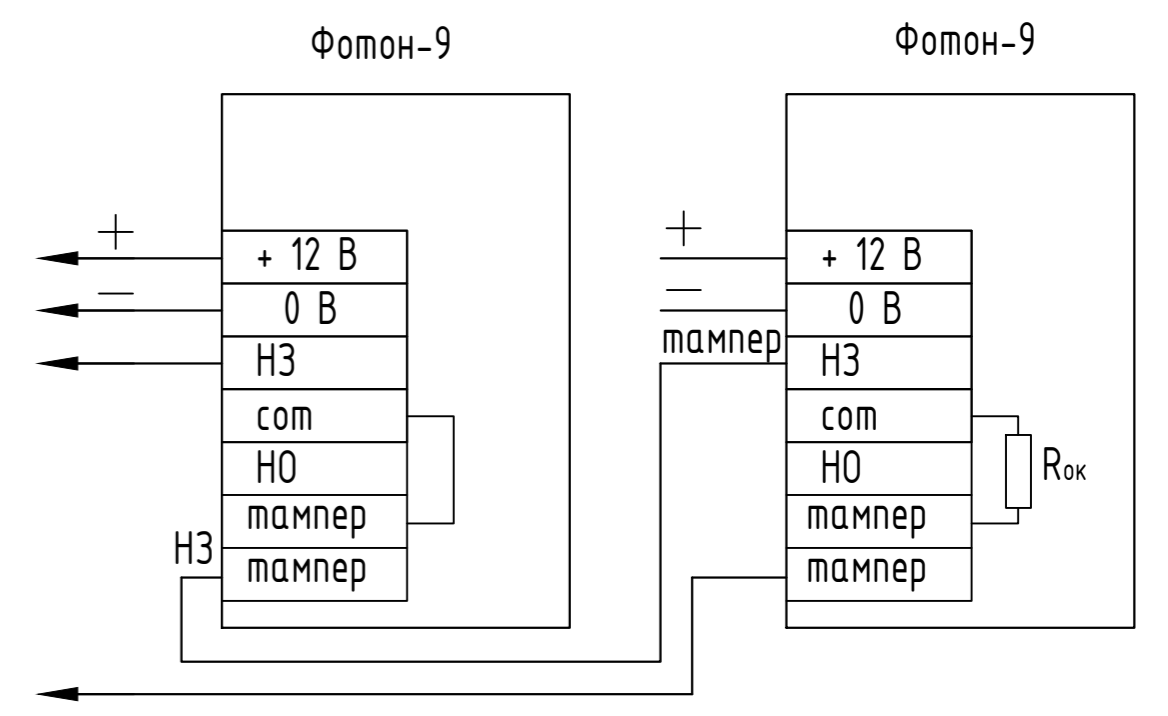 Фотон-9
+
+ 12 В
—
0 В
НЗ
com
НО
тампер
НЗ
тампер
Фотон-9
+
+ 12 В
—
0 В
тампер
НЗ
com
НО
Rок
тампер
тампер